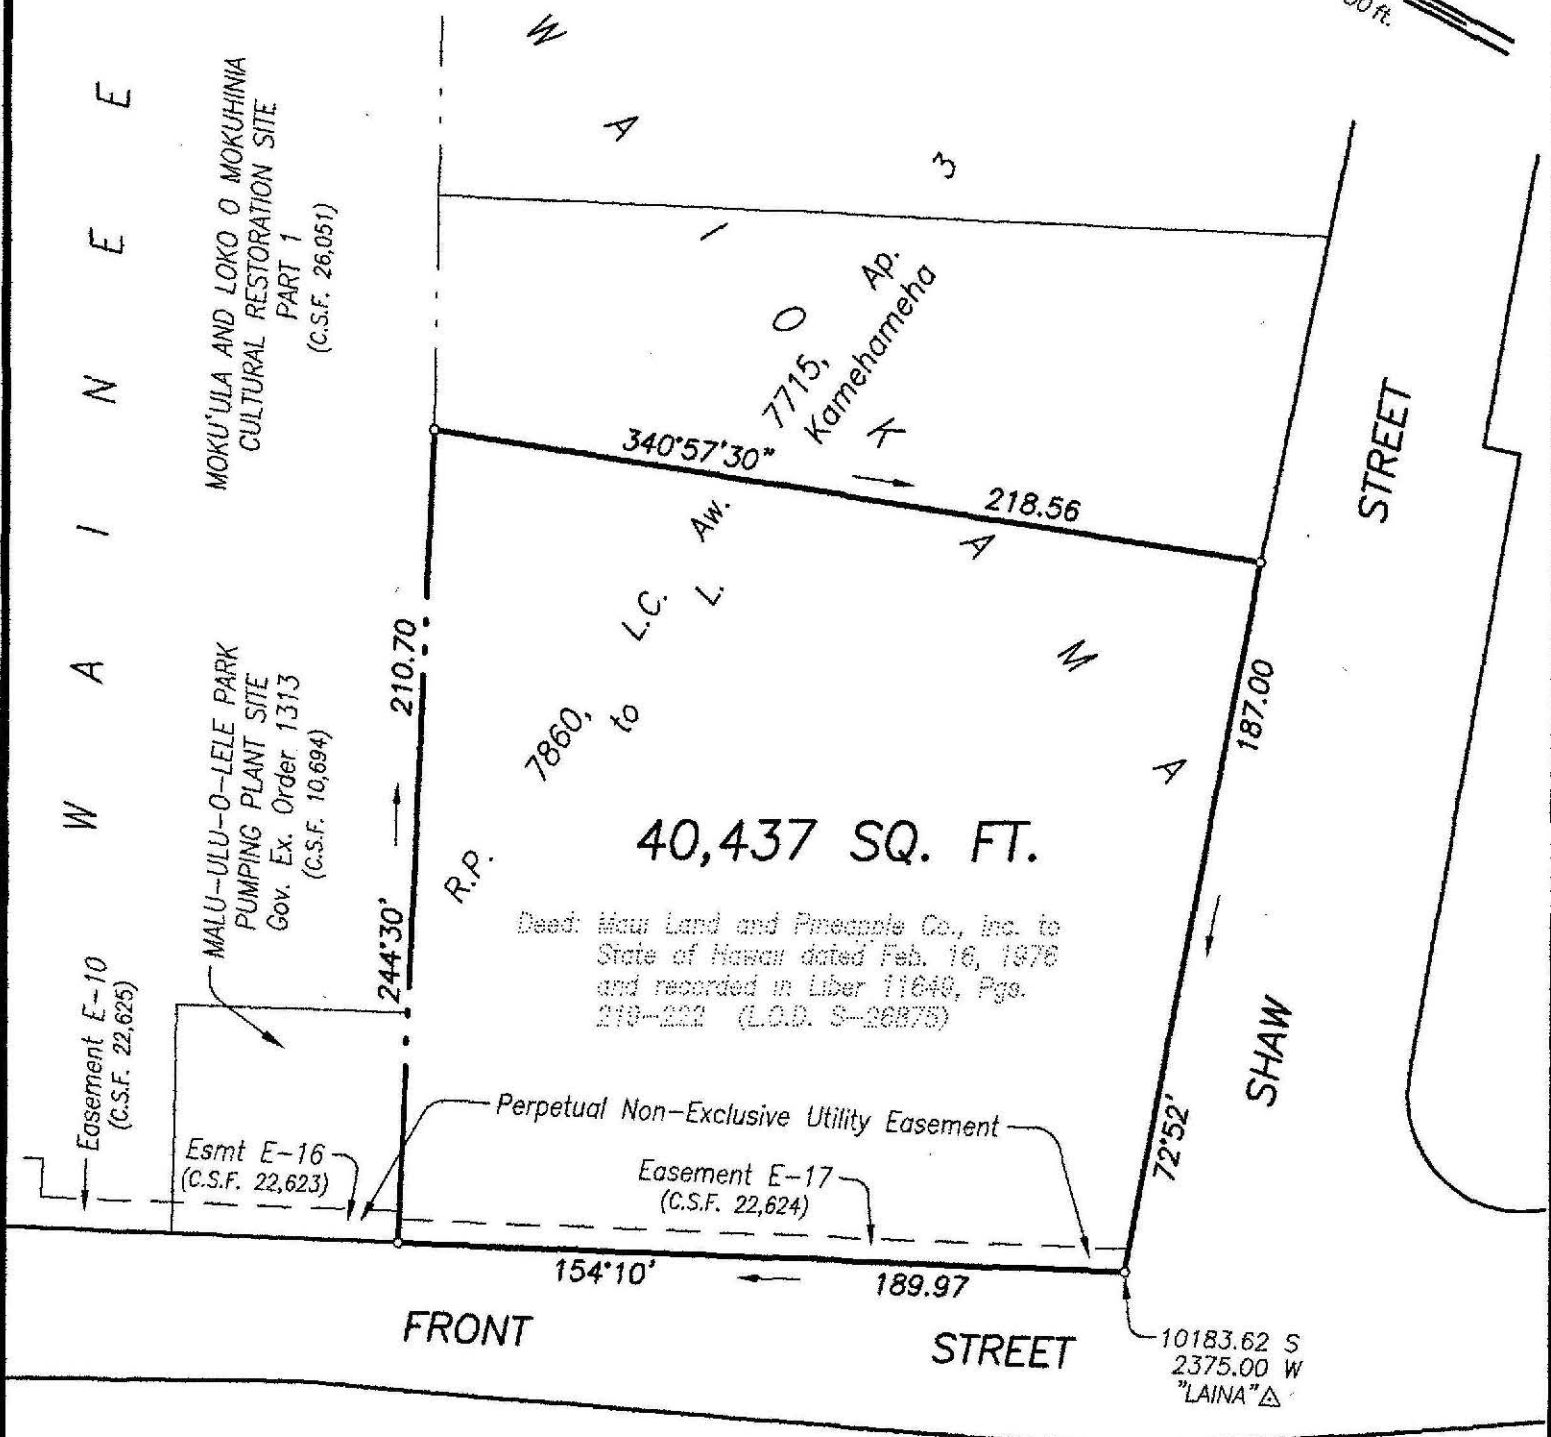 00 ft.
W A I N E E
MOKU'ULA AND LOKO O MOKUHINIA
CULTURAL RESTORATION SITE
PART 1
(C.S.F. 26,051)
W A I O K A M A
3
7715, Ap.
Kamehameha
340°57'30"
218.56
STREET
L.C. Aw.
L.
210.70
187.00
7860,
to
R.P.
MALU-ULU-O-LELE PARK
PUMPING PLANT SITE
Gov. Ex. Order 1313
(C.S.F. 10,694)
40,437 SQ. FT.
244°30'
Deed: Maui Land and Pineapple Co., Inc. to
State of Hawaii dated Feb. 16, 1976
and recorded in Liber 11649, Pgs.
219-222 (L.O.D. S-26875)
Easement E-10
(C.S.F. 22,625)
SHAW
Perpetual Non-Exclusive Utility Easement
72°52'
Esmt E-16
(C.S.F. 22,623)
Easement E-17
(C.S.F. 22,624)
154°10'
189.97
FRONT STREET
10183.62 S
2375.00 W
"LAINA"